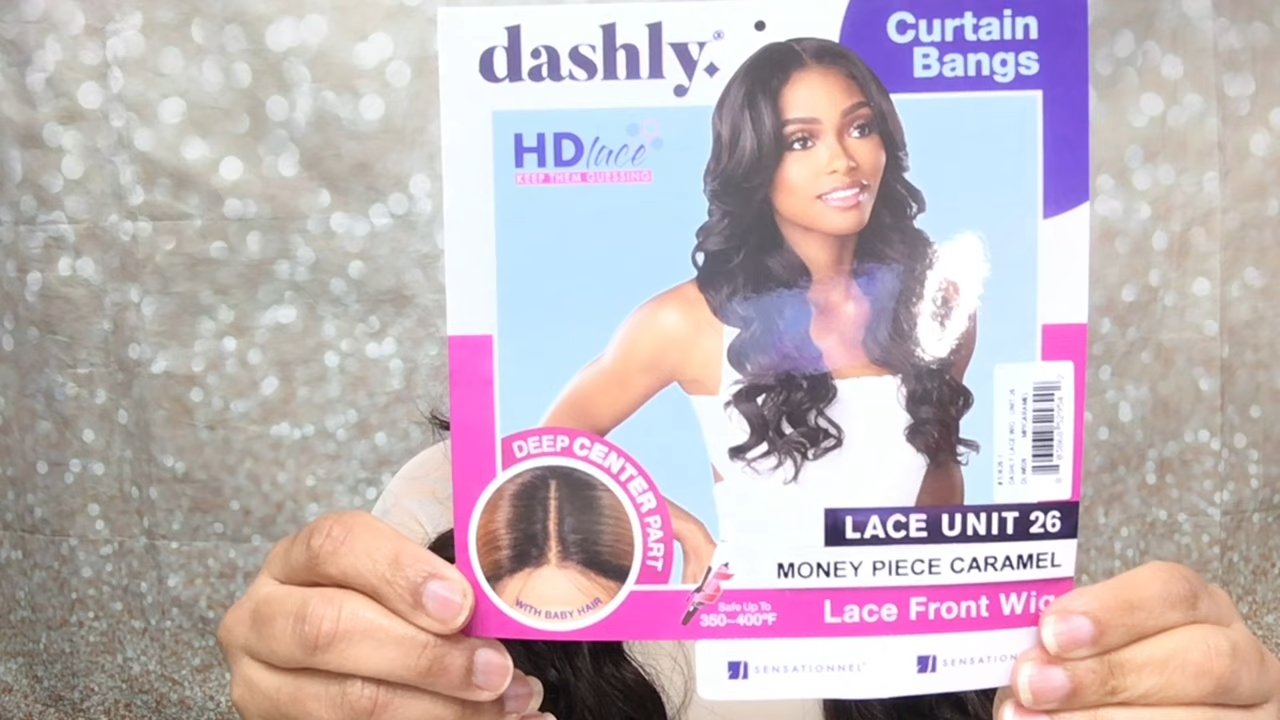 dashly.
Curtain
Bangs
HD lace
KEEP THEM GUESSING
DEEP CENTER PART
WITH BABY HAIR
LACE UNIT 26
MONEY PIECE CARAMEL
Safe Up To
350~400°F
Lace Front Wig
SENSATIONNEL
SENSATION